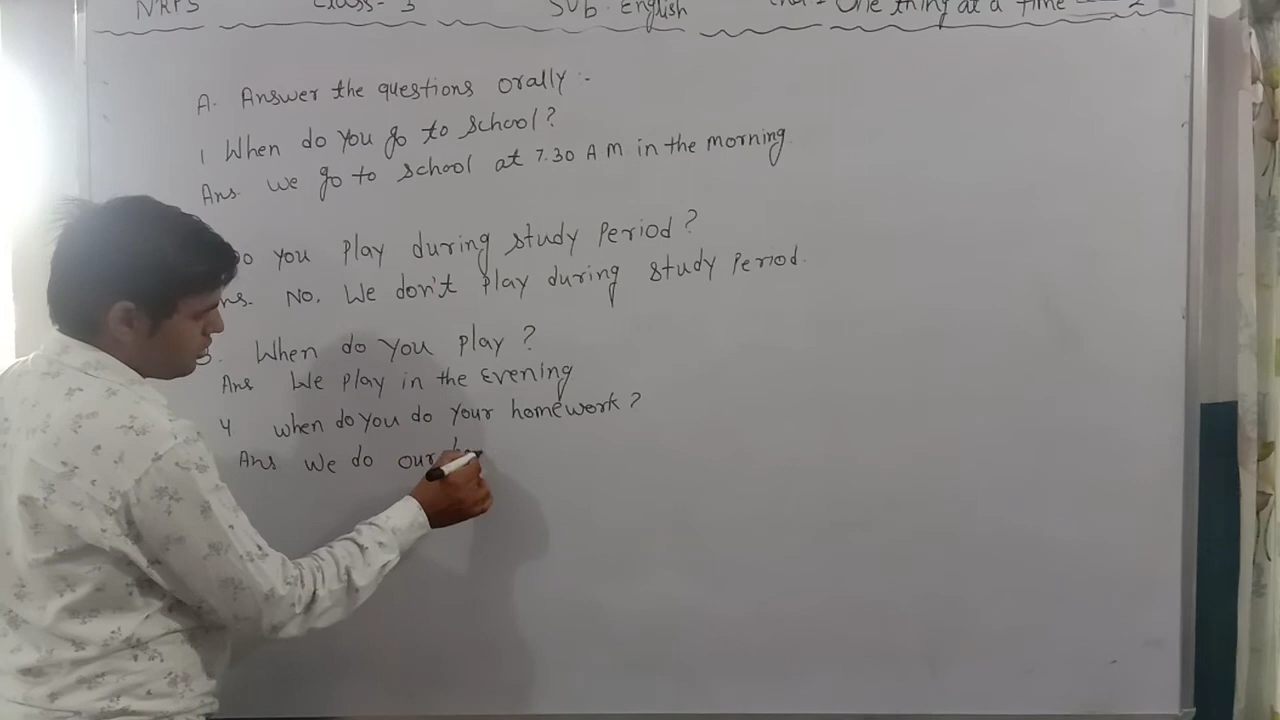 NRPS Class - 3 Sub. English One thing at a Time
A. Answer the questions orally :-
1 When do you go to school?
Ans. We go to school at 7.30 AM in the morning
you play during study Period?
No. We don't play during study Period.
When do you play ?
Ans We play in the Evening
4 when do you do your homework?
Ans We do our